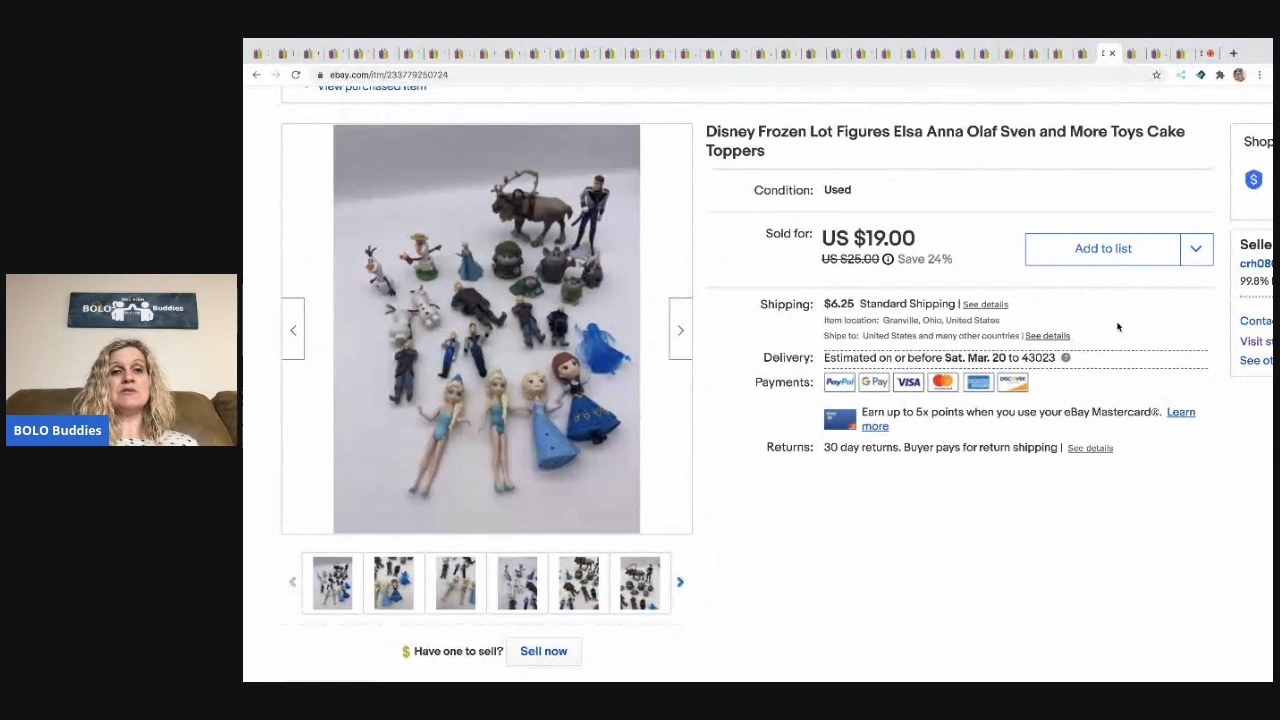 ebay.com/itm/233779250724
View purchased item
Disney Frozen Lot Figures Elsa Anna Olaf Sven and More Toys Cake
Toppers
Shop
Condition: Used
Sold for: US $19.00
US $25.00 Save 24%
Add to list
Selle
crh080
99.8%
Shipping: $6.25 Standard Shipping | See details
Item location: Granville, Ohio, United States
Ships to: United States and many other countries | See details
Conta
Visit s
See ot
Delivery: Estimated on or before Sat. Mar. 20 to 43023
Payments: PayPal G Pay VISA
Earn up to 5x points when you use your eBay Mastercard®. Learn
more
Returns: 30 day returns. Buyer pays for return shipping | See details
Have one to sell? Sell now
BOLO Buddies
BOLO Buddies